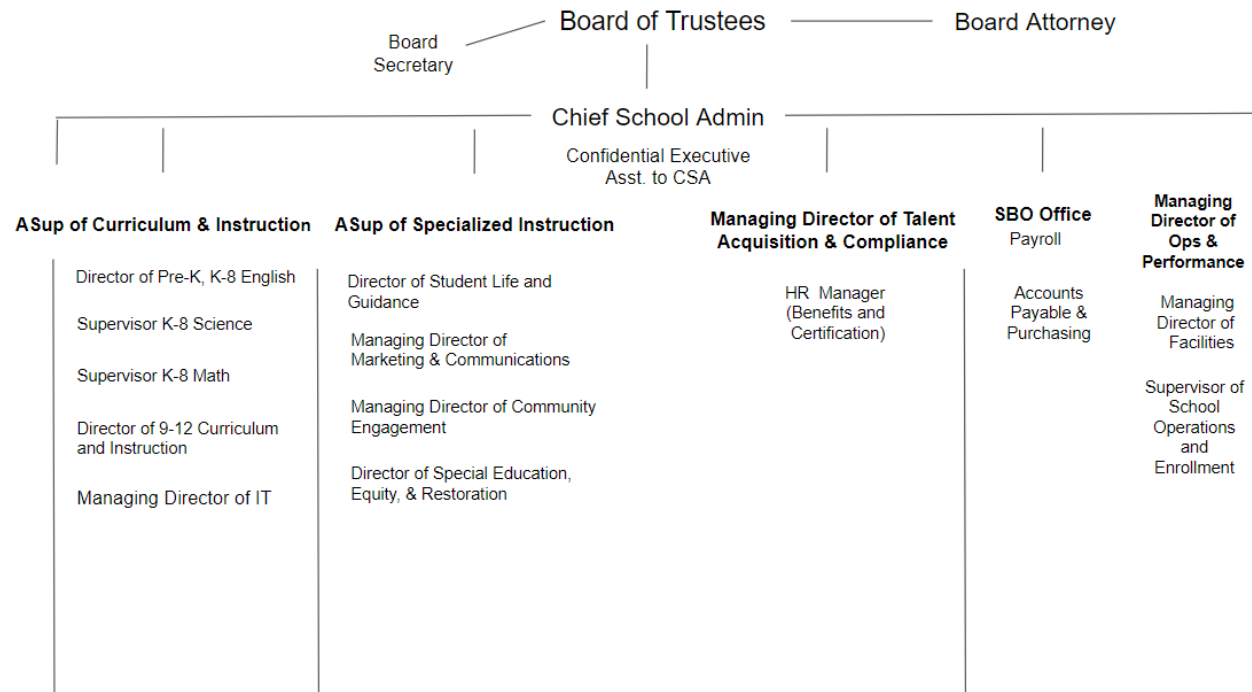 Board of Trustees
Board Attorney
Board
Secretary
Chief School Admin
Confidential Executive
Asst. to CSA
ASup of Curriculum & Instruction
Director of Pre-K, K-8 English
Supervisor K-8 Science
Supervisor K-8 Math
Director of 9-12 Curriculum
and Instruction
Managing Director of IT
ASup of Specialized Instruction
Director of Student Life and
Guidance
Managing Director of
Marketing & Communications
Managing Director of Community
Engagement
Director of Special Education,
Equity, & Restoration
Managing Director of Talent
Acquisition & Compliance
HR Manager
(Benefits and
Certification)
SBO Office
Payroll
Accounts
Payable &
Purchasing
Managing
Director of
Ops &
Performance
Managing
Director of
Facilities
Supervisor of
School
Operations
and
Enrollment